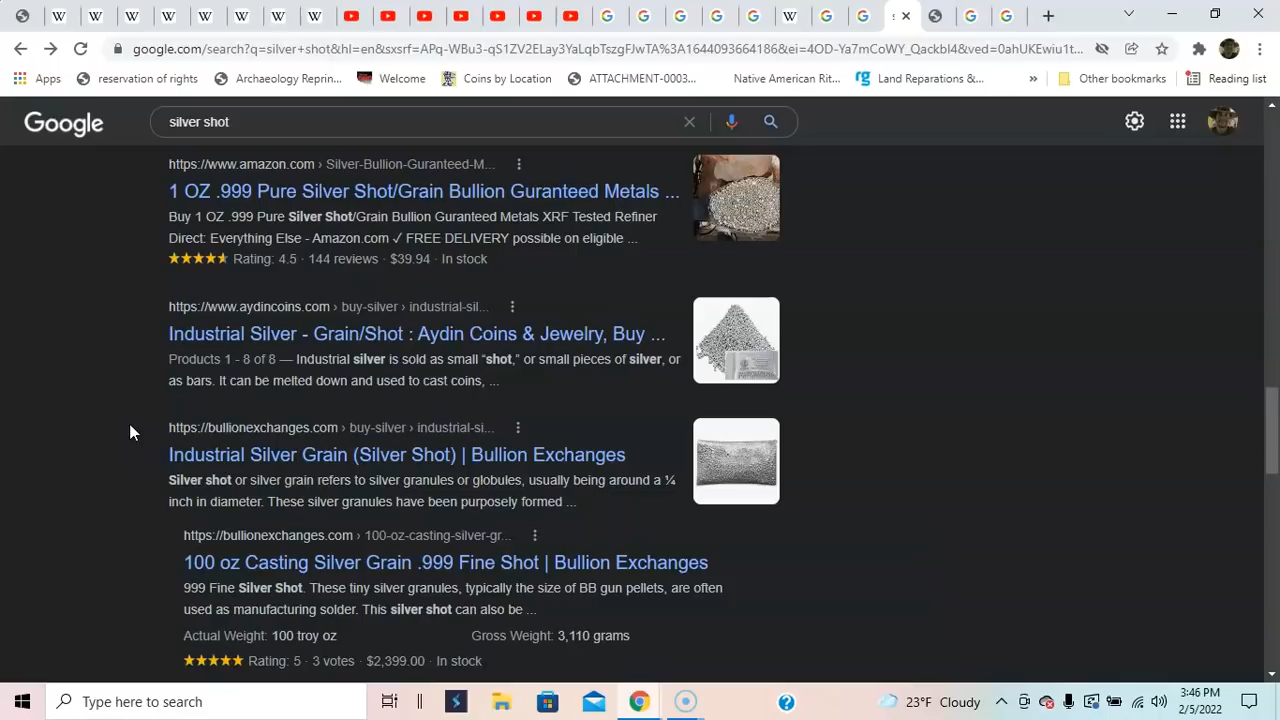 google.com/search?q=silver+shot&hl=en&sxsrf=APq-WBu3-qS1ZV2ELay3YaLqbTszgFJwTA%3A1644093664186&ei=4OD-Ya7mCoWY_Qackbl4&ved=0ahUKEwiu1t...
Apps
reservation of rights
Archaeology Reprin...
Welcome
Coins by Location
ATTACHMENT-0003...
Native American Rit...
Land Reparations &...
»
Other bookmarks
Reading list
Google
silver shot
https://www.amazon.com › Silver-Bullion-Guranteed-M...
1 OZ .999 Pure Silver Shot/Grain Bullion Guranteed Metals ...
Buy 1 OZ .999 Pure Silver Shot/Grain Bullion Guranteed Metals XRF Tested Refiner
Direct: Everything Else - Amazon.com ✓ FREE DELIVERY possible on eligible ...
Rating: 4.5 · 144 reviews · $39.94 · In stock
https://www.aydincoins.com › buy-silver › industrial-sil...
Industrial Silver - Grain/Shot : Aydin Coins & Jewelry, Buy ...
Products 1 - 8 of 8 — Industrial silver is sold as small “shot,” or small pieces of silver, or
as bars. It can be melted down and used to cast coins, ...
https://bullionexchanges.com › buy-silver › industrial-si...
Industrial Silver Grain (Silver Shot) | Bullion Exchanges
Silver shot or silver grain refers to silver granules or globules, usually being around a ¼
inch in diameter. These silver granules have been purposely formed ...
https://bullionexchanges.com › 100-oz-casting-silver-gr...
100 oz Casting Silver Grain .999 Fine Shot | Bullion Exchanges
999 Fine Silver Shot. These tiny silver granules, typically the size of BB gun pellets, are often
used as manufacturing solder. This silver shot can also be ...
Actual Weight: 100 troy oz
Gross Weight: 3,110 grams
Rating: 5 · 3 votes · $2,399.00 · In stock
Type here to search
23°F Cloudy
3:46 PM
2/5/2022